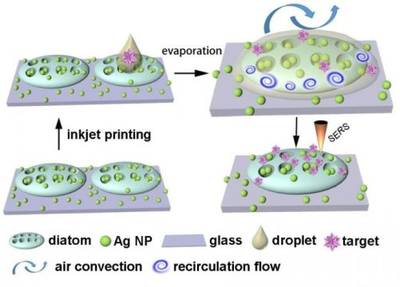 evaporation
inkjet printing
SERS
diatom Ag NP glass droplet target
air convection recirculation flow